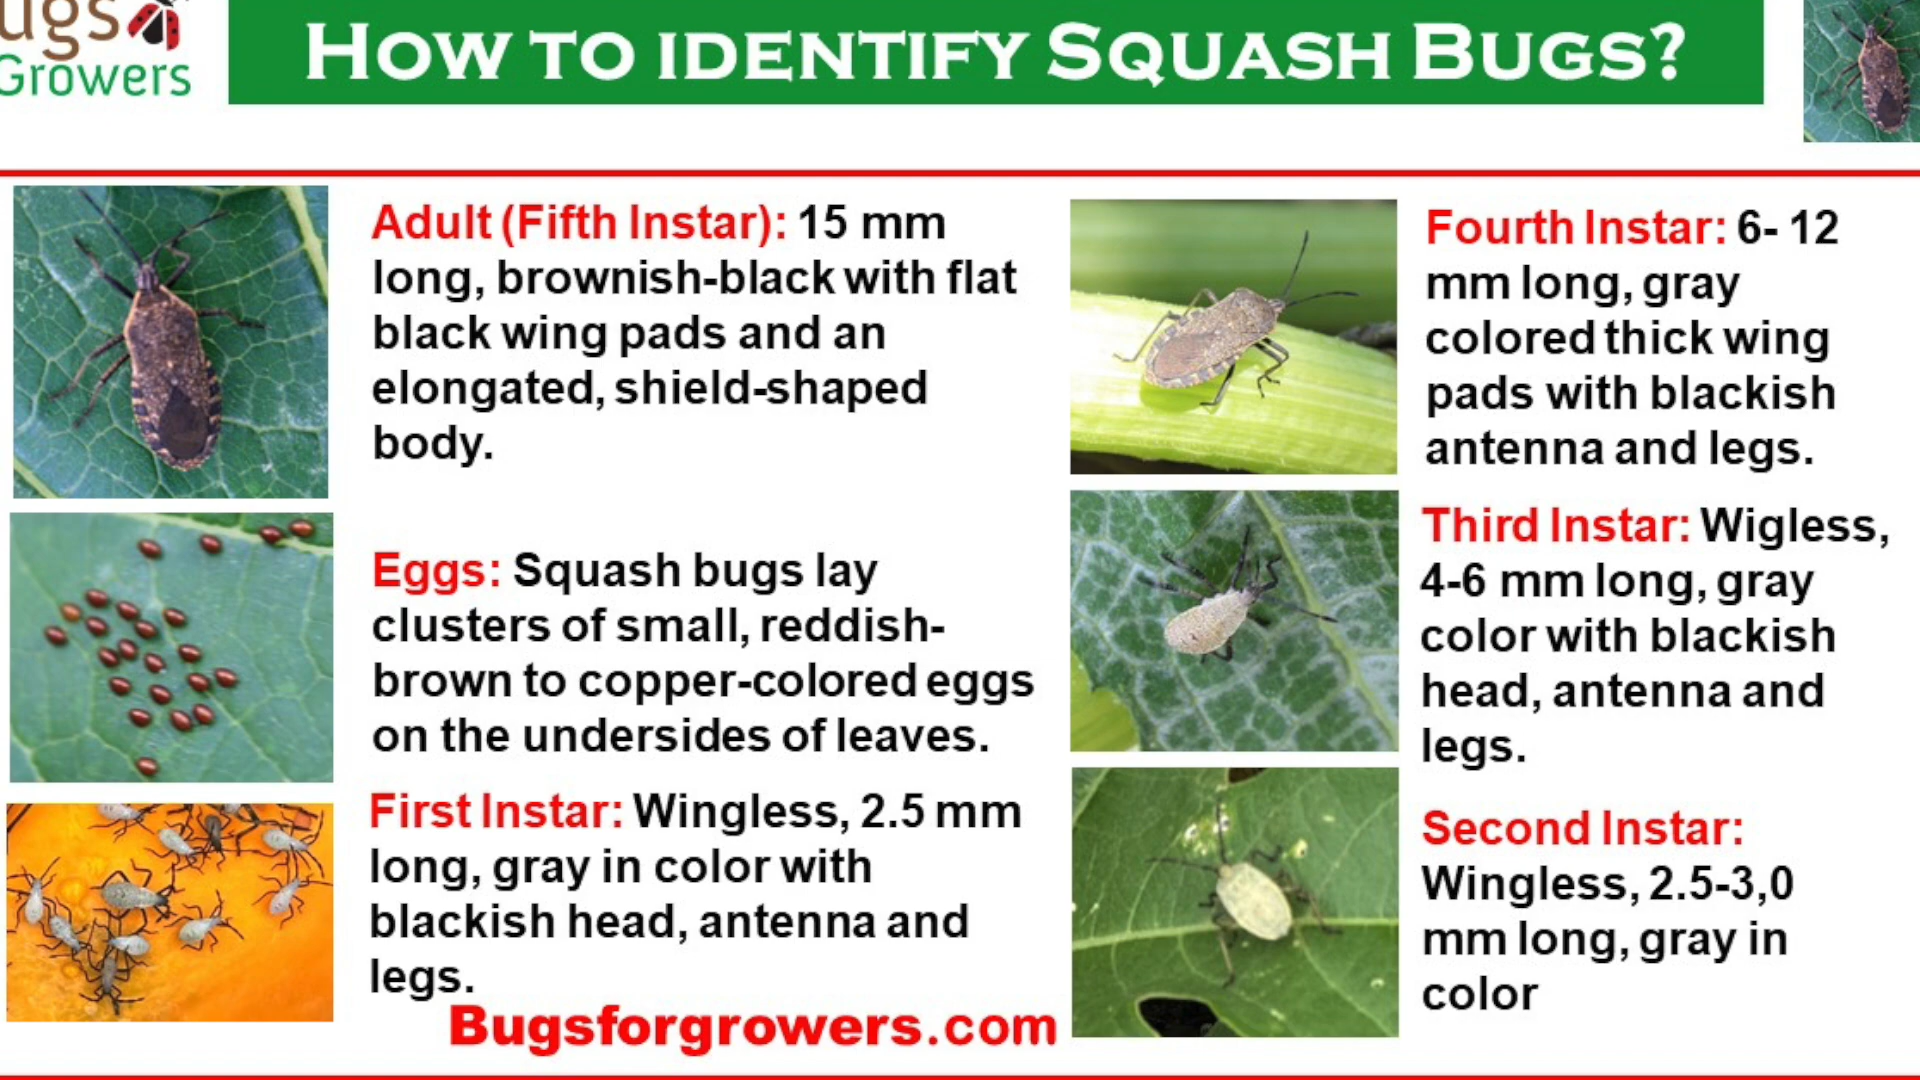 ugs
Growers
HOW TO IDENTIFY SQUASH BUGS?
Adult (Fifth Instar): 15 mm
long, brownish-black with flat
black wing pads and an
elongated, shield-shaped
body.
Eggs: Squash bugs lay
clusters of small, reddish-
brown to copper-colored eggs
on the undersides of leaves.
First Instar: Wingless, 2.5 mm
long, gray in color with
blackish head, antenna and
legs.
Bugsforgrowers.com
Fourth Instar: 6- 12
mm long, gray
colored thick wing
pads with blackish
antenna and legs.
Third Instar: Wigless,
4-6 mm long, gray
color with blackish
head, antenna and
legs.
Second Instar:
Wingless, 2.5-3,0
mm long, gray in
color